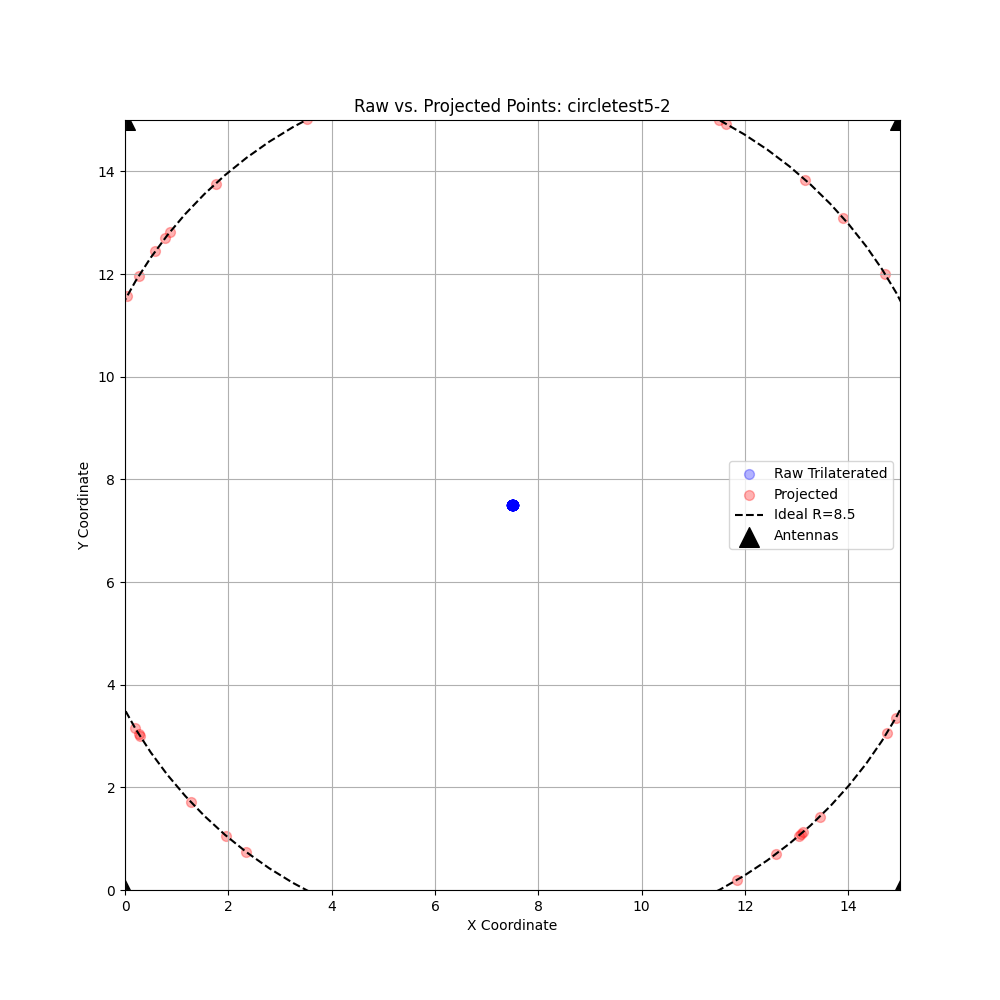 Raw vs. Projected Points: circletest5-2
Y Coordinate
14
12
10
8
6
4
2
0
Raw Trilaterated
Projected
Ideal R=8.5
Antennas
0 2 4 6 8 10 12 14
X Coordinate